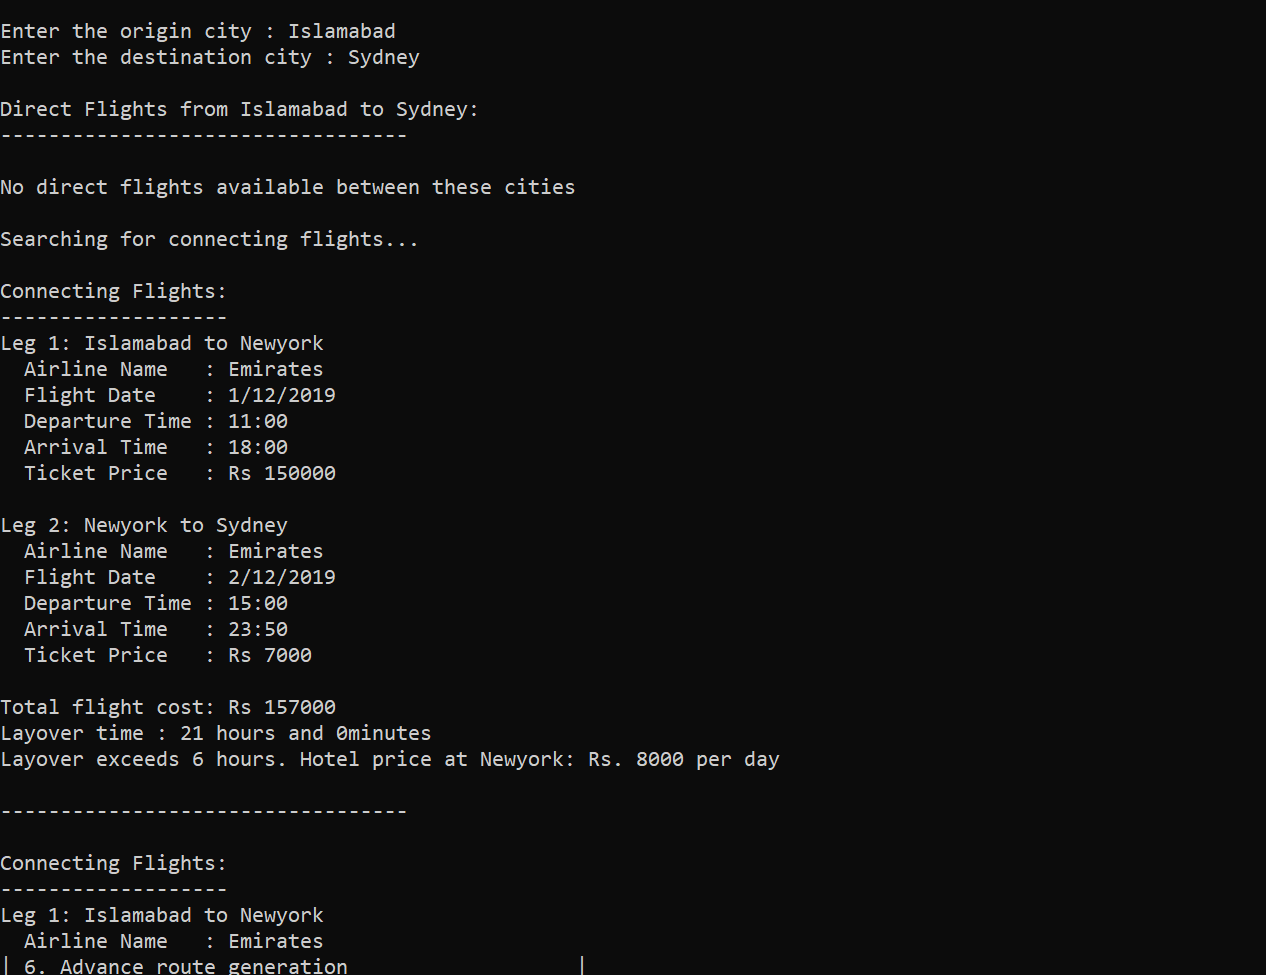 Enter the origin city : Islamabad
Enter the destination city : Sydney
Direct Flights from Islamabad to Sydney:
----------------------------------
No direct flights available between these cities
Searching for connecting flights...
Connecting Flights:
-------------------
Leg 1: Islamabad to Newyork
  Airline Name   : Emirates
  Flight Date    : 1/12/2019
  Departure Time : 11:00
  Arrival Time   : 18:00
  Ticket Price   : Rs 150000
Leg 2: Newyork to Sydney
  Airline Name   : Emirates
  Flight Date    : 2/12/2019
  Departure Time : 15:00
  Arrival Time   : 23:50
  Ticket Price   : Rs 7000
Total flight cost: Rs 157000
Layover time : 21 hours and 0minutes
Layover exceeds 6 hours. Hotel price at Newyork: Rs. 8000 per day
----------------------------------
Connecting Flights:
-------------------
Leg 1: Islamabad to Newyork
  Airline Name   : Emirates
| 6. Advance route generation                   |